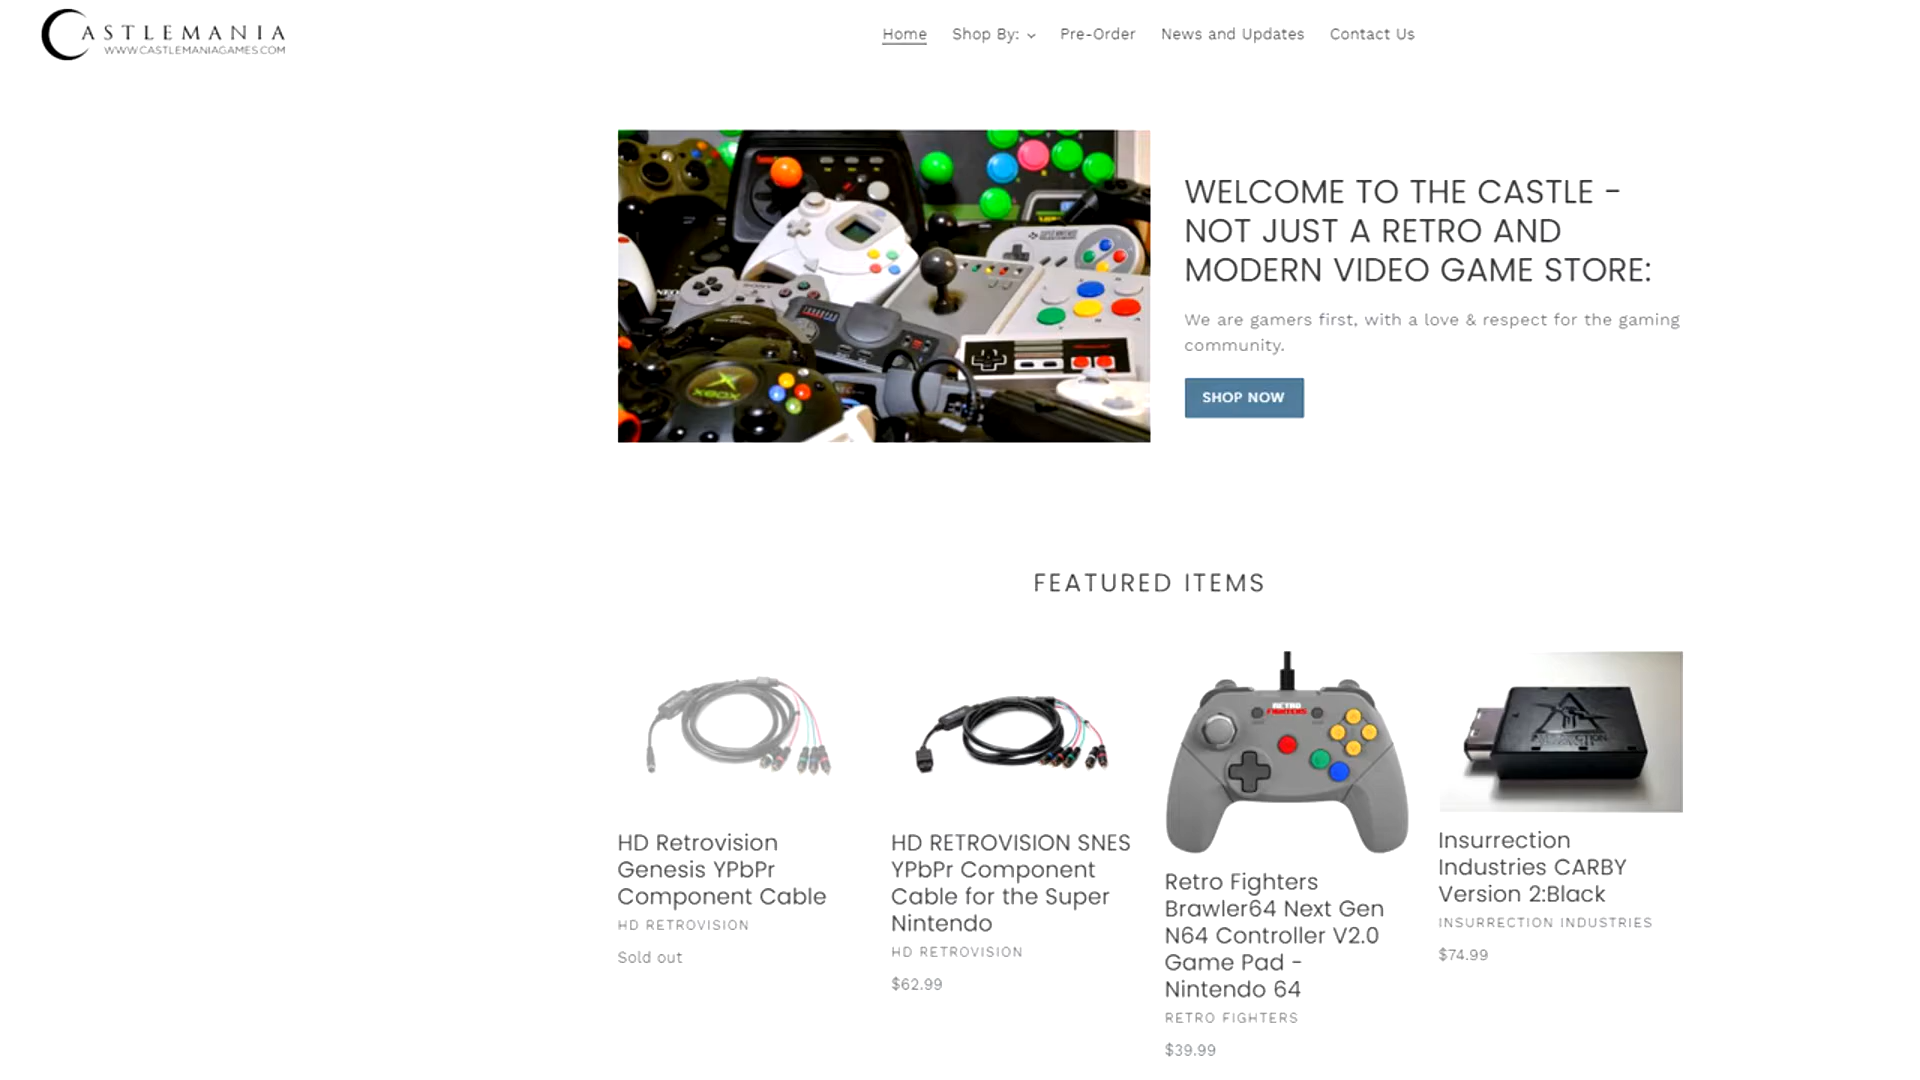 CASTLEMANIA
WWW.CASTLEMANIAGAMES.COM
Home Shop By: Pre-Order News and Updates Contact Us
WELCOME TO THE CASTLE -
NOT JUST A RETRO AND
MODERN VIDEO GAME STORE:
We are gamers first, with a love & respect for the gaming
community.
SHOP NOW
SONY
XBOX
FEATURED ITEMS
RETRO
FIGHTERS
HD Retrovision
Genesis YPbPr
Component Cable
HD RETROVISION
Sold out
HD RETROVISION SNES
YPbPr Component
Cable for the Super
Nintendo
HD RETROVISION
$62.99
Retro Fighters
Brawler64 Next Gen
N64 Controller V2.0
Game Pad -
Nintendo 64
RETRO FIGHTERS
$39.99
Insurrection
Industries CARBY
Version 2:Black
INSURRECTION INDUSTRIES
$74.99